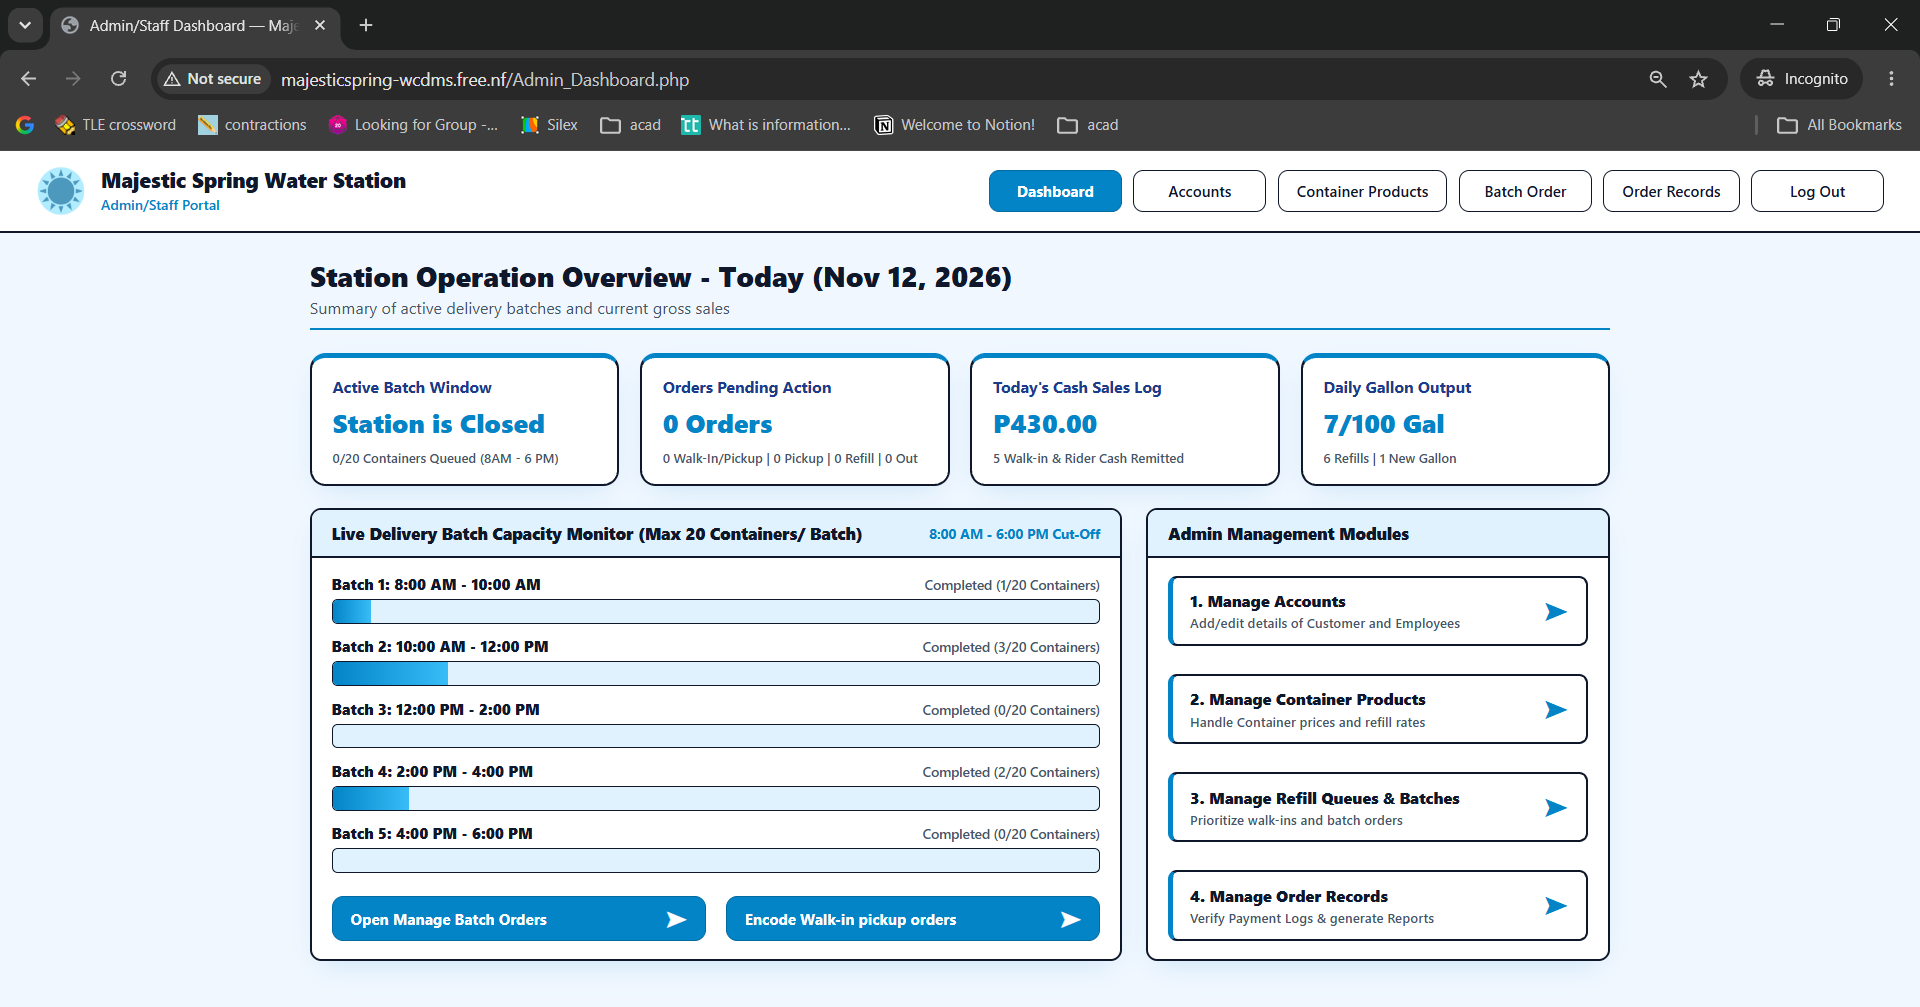 Admin/Staff Dashboard — Maje
Not secure
majesticspring-wcdms.free.nf/Admin_Dashboard.php
Incognito
TLE crossword
contractions
Looking for Group -...
Silex
acad
What is information...
Welcome to Notion!
acad
All Bookmarks
Majestic Spring Water Station
Admin/Staff Portal
Dashboard
Accounts
Container Products
Batch Order
Order Records
Log Out
Station Operation Overview - Today (Nov 12, 2026)
Summary of active delivery batches and current gross sales
Active Batch Window
Station is Closed
0/20 Containers Queued (8AM - 6 PM)
Orders Pending Action
0 Orders
0 Walk-In/Pickup | 0 Pickup | 0 Refill | 0 Out
Today's Cash Sales Log
P430.00
5 Walk-in & Rider Cash Remitted
Daily Gallon Output
7/100 Gal
6 Refills | 1 New Gallon
Live Delivery Batch Capacity Monitor (Max 20 Containers/ Batch)
8:00 AM - 6:00 PM Cut-Off
Batch 1: 8:00 AM - 10:00 AM
Completed (1/20 Containers)
Batch 2: 10:00 AM - 12:00 PM
Completed (3/20 Containers)
Batch 3: 12:00 PM - 2:00 PM
Completed (0/20 Containers)
Batch 4: 2:00 PM - 4:00 PM
Completed (2/20 Containers)
Batch 5: 4:00 PM - 6:00 PM
Completed (0/20 Containers)
Open Manage Batch Orders
Encode Walk-in pickup orders
Admin Management Modules
1. Manage Accounts
Add/edit details of Customer and Employees
2. Manage Container Products
Handle Container prices and refill rates
3. Manage Refill Queues & Batches
Prioritize walk-ins and batch orders
4. Manage Order Records
Verify Payment Logs & generate Reports